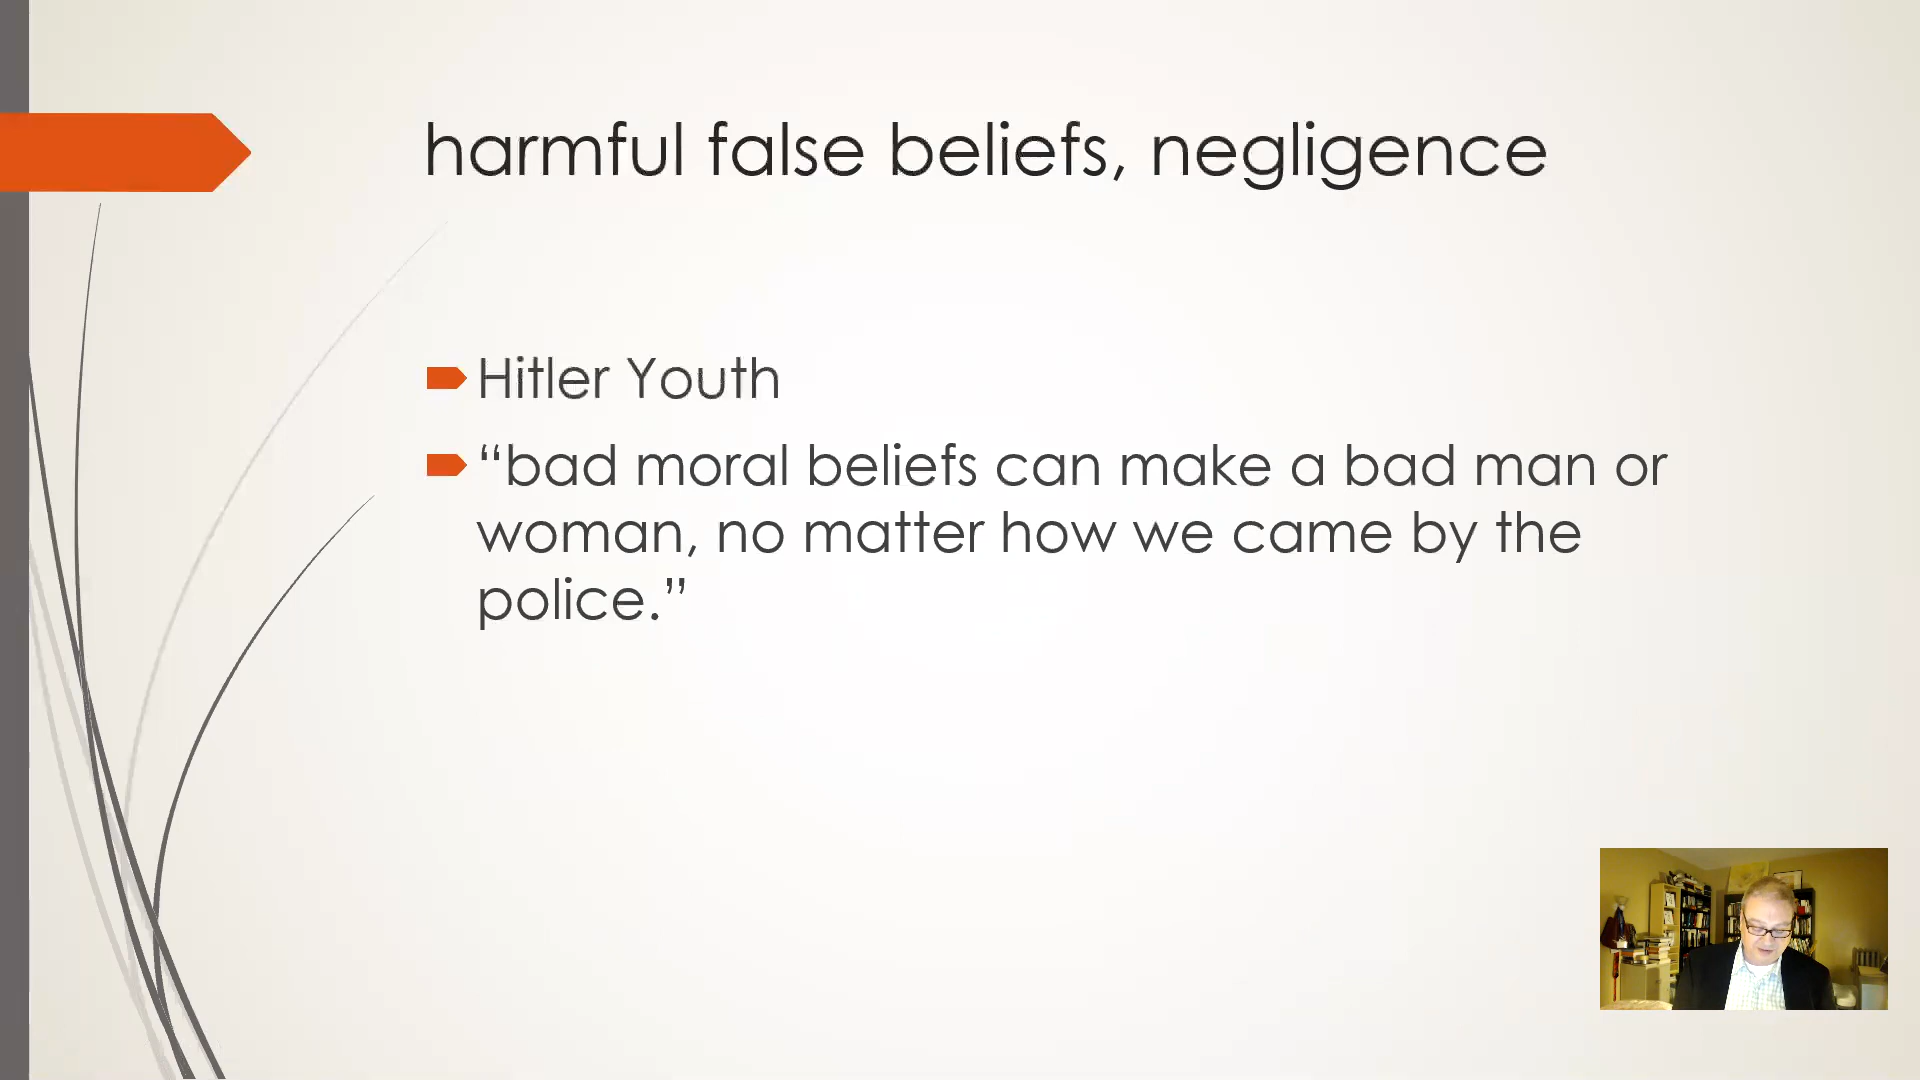 harmful false beliefs, negligence
Hitler Youth
“bad moral beliefs can make a bad man or
woman, no matter how we came by the
police.”